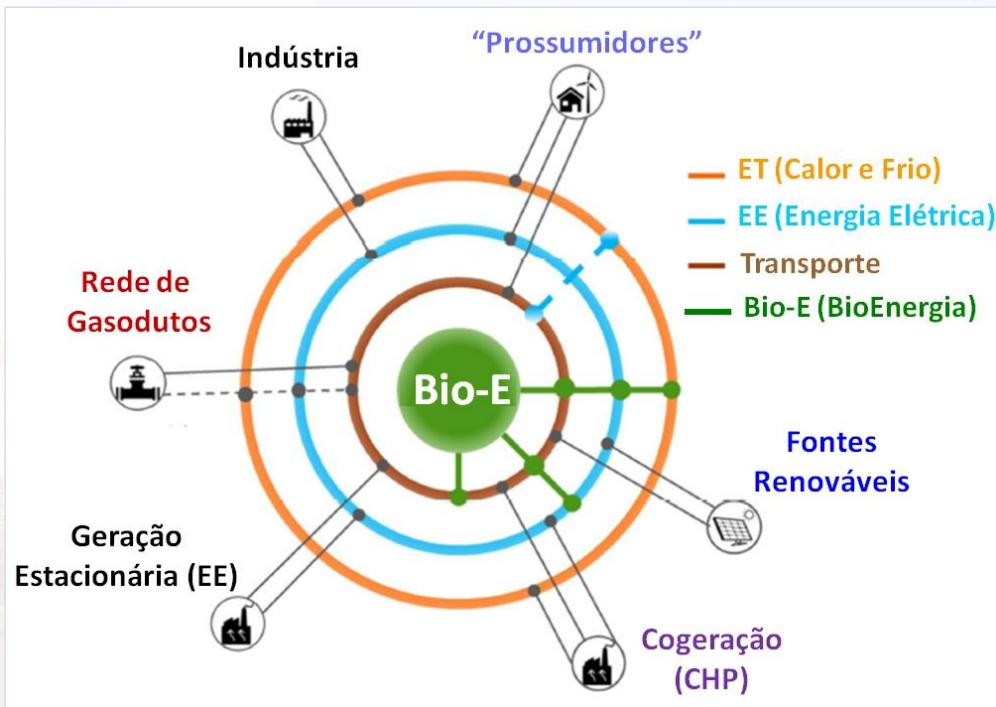 Indústria
“Prossumidores”
ET (Calor e Frio)
EE (Energia Elétrica)
Transporte
Bio-E (BioEnergia)
Rede de
Gasodutos
Bio-E
Fontes
Renováveis
Geração
Estacionária (EE)
Cogeração
(CHP)